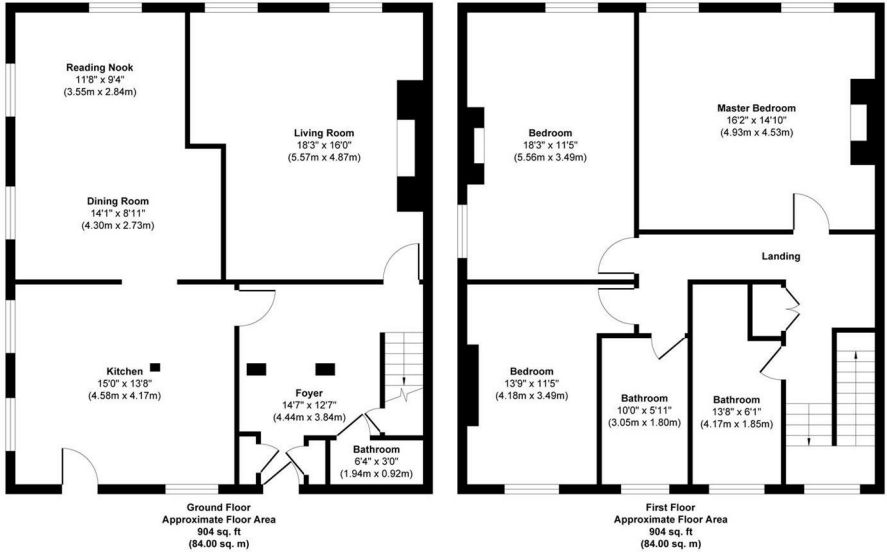 Reading Nook
11'8" x 9'4"
(3.55m x 2.84m)
Living Room
18'3" x 16'0"
(5.57m x 4.87m)
Dining Room
14'1" x 8'11"
(4.30m x 2.73m)
Kitchen
15'0" x 13'8"
(4.58m x 4.17m)
Foyer
14'7" x 12'7"
(4.44m x 3.84m)
Bathroom
6'4" x 3'0"
(1.94m x 0.92m)
Ground Floor
Approximate Floor Area
904 sq. ft
(84.00 sq. m)
Bedroom
18'3" x 11'5"
(5.56m x 3.49m)
Master Bedroom
16'2" x 14'10"
(4.93m x 4.53m)
Landing
Bedroom
13'9" x 11'5"
(4.18m x 3.49m)
Bathroom
10'0" x 5'11"
(3.05m x 1.80m)
Bathroom
13'8" x 6'1"
(4.17m x 1.85m)
First Floor
Approximate Floor Area
904 sq. ft
(84.00 sq. m)